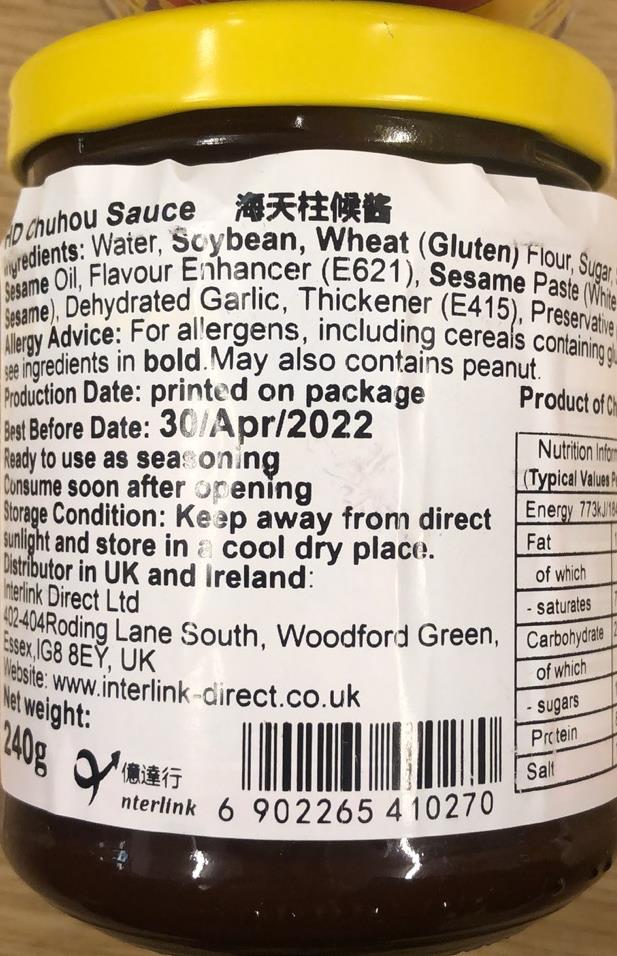 HD Chuhou Sauce 海天柱候酱
Ingredients: Water, Soybean, Wheat (Gluten) Flour, Sugar,
Sesame Oil, Flavour Enhancer (E621), Sesame Paste (White
Sesame), Dehydrated Garlic, Thickener (E415), Preservative
Allergy Advice: For allergens, including cereals containing glu
see ingredients in bold.May also contains peanut.
Production Date: printed on package
Best Before Date: 30/Apr/2022
Ready to use as seasoning
Consume soon after opening
Storage Condition: Keep away from direct
sunlight and store in a cool dry place.
Distributor in UK and Ireland:
Interlink Direct Ltd
402-404Roding Lane South, Woodford Green,
Essex,IG8 8EY, UK
Website: www.interlink-direct.co.uk
Net weight:
240g
億達行
nterlink
6 902265 410270
Product of Ch
Nutrition Inform
(Typical Values Pe
Energy 773kJ/18
Fat
of which
- saturates
Carbohydrate
of which
- sugars
Protein
Salt